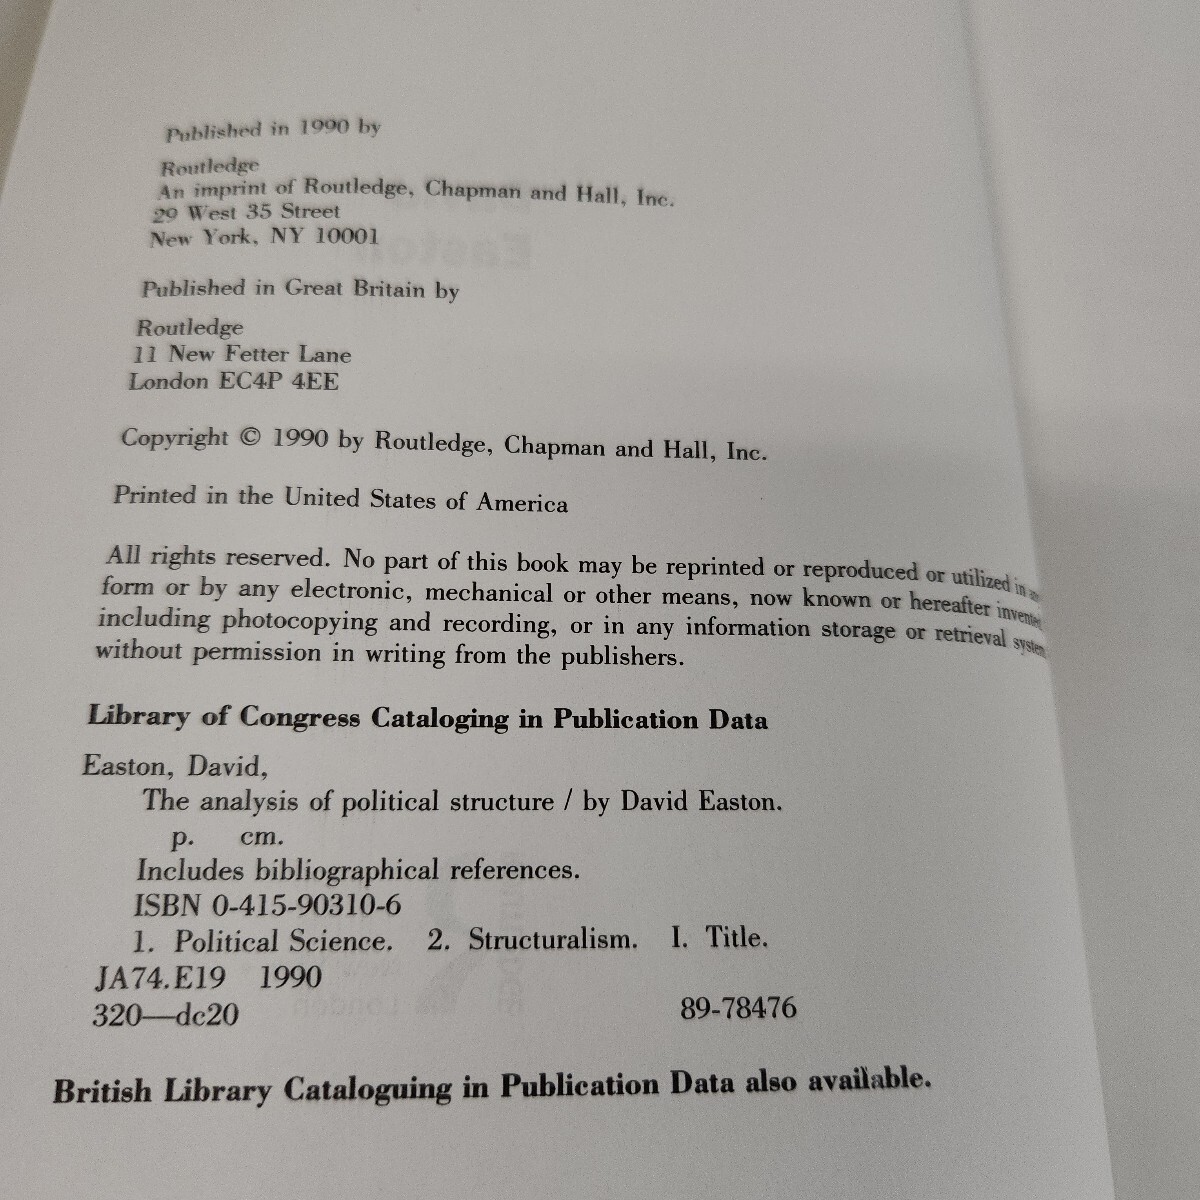 Published in 1990 by
Routledge
An imprint of Routledge, Chapman and Hall, Inc.
29 West 35 Street
New York, NY 10001
Published in Great Britain by
Routledge
11 New Fetter Lane
London EC4P 4EE
Copyright © 1990 by Routledge, Chapman and Hall, Inc.
Printed in the United States of America
All rights reserved. No part of this book may be reprinted or reproduced or utilized in
form or by any electronic, mechanical or other means, now known or hereafter invented
including photocopying and recording, or in any information storage or retrieval system
without permission in writing from the publishers.
Library of Congress Cataloging in Publication Data
Easton, David,
The analysis of political structure / by David Easton.
p. cm.
Includes bibliographical references.
ISBN 0-415-90310-6
1. Political Science. 2. Structuralism. I. Title.
JA74.E19 1990
320—dc20 89-78476
British Library Cataloguing in Publication Data also available.